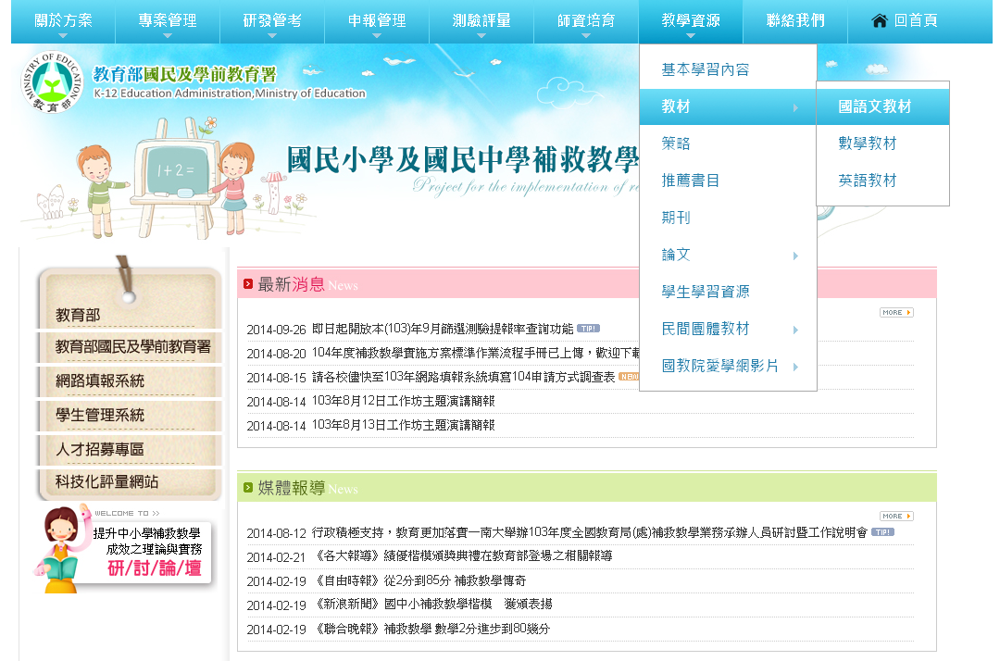 關於方案 專案管理 研發管考 申報管理 測驗評量 師資培育 教學資源 聯絡我們 回首頁
MINISTRY OF EDUCATION
教育部
教育部國民及學前教育署
K-12 Education Administration,Ministry of Education
1+2=
國民小學及國民中學補救教學
Project for the implementation of re
基本學習內容
教材
策略
推薦書目
期刊
論文
學生學習資源
民間團體教材
國教院愛學網影片
國語文教材
數學教材
英語教材
教育部
教育部國民及學前教育署
網路填報系統
學生管理系統
人才招募專區
科技化評量網站
WELCOME TO >>
提升中小學補救教學
成效之理論與實務
研/討/論/壇
最新消息 News
MORE
2014-09-26 即日起開放本(103)年9月篩選測驗提報率查詢功能 TIP!
2014-08-20 104年度補救教學實施方案標準作業流程手冊已上傳，歡迎下載
2014-08-15 請各校儘快至103年網路填報系統填寫104申請方式調查表 NEW
2014-08-14 103年8月12日工作坊主題演講簡報
2014-08-14 103年8月13日工作坊主題演講簡報
媒體報導 News
MORE
2014-08-12 行政積極支持，教育更加落實一南大舉辦103年度全國教育局(處)補救教學業務承辦人員研討暨工作說明會 TIP!
2014-02-21 《各大報導》績優楷模頒獎典禮在教育部登場之相關報導
2014-02-19 《自由時報》從2分到85分 補救教學傳奇
2014-02-19 《新浪新聞》國中小補救教學楷模　獲頒表揚
2014-02-19 《聯合晚報》補救教學 數學2分進步到80幾分